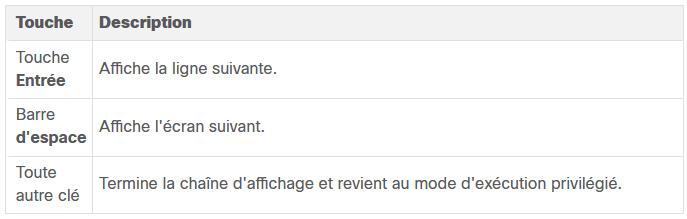 Touche Description
Touche
Entrée
Affiche la ligne suivante.
Barre
d'espace
Affiche l'écran suivant.
Toute
autre clé
Termine la chaîne d'affichage et revient au mode d'exécution privilégié.